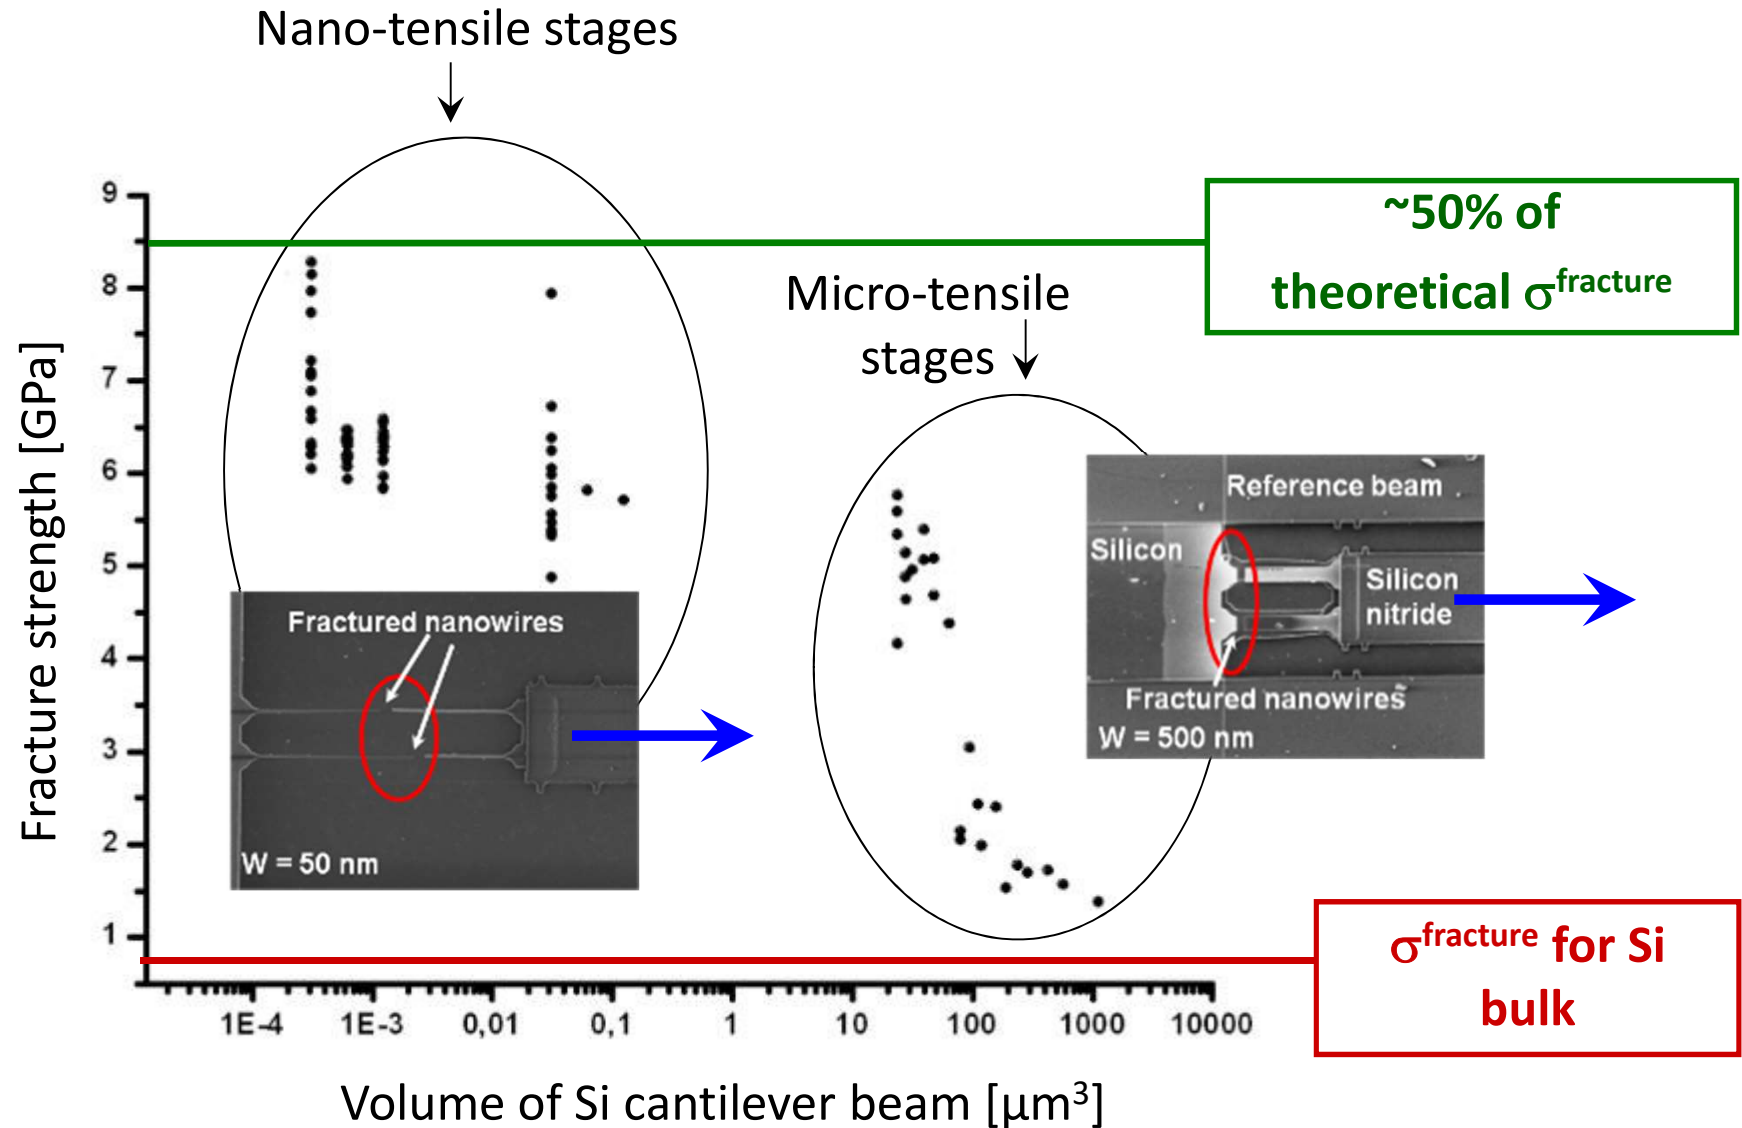 Nano-tensile stages
9
8
7
6
5
4
3
2
1
Fracture strength [GPa]
~50% of
theoretical σfracture
Micro-tensile
stages
Reference beam
Silicon
Silicon
nitride
Fractured nanowires
W = 500 nm
Fractured nanowires
W = 50 nm
σfracture for Si
bulk
1E-4 1E-3 0,01 0,1 1 10 100 1000 10000
Volume of Si cantilever beam [µm³]